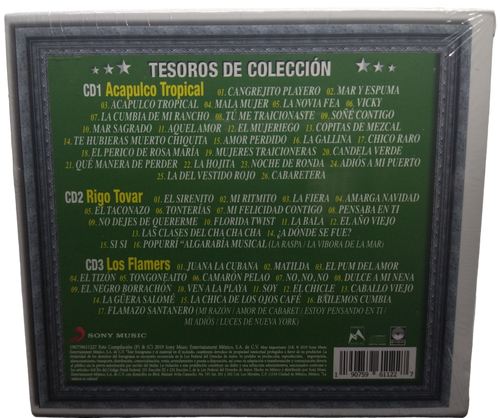 TESOROS DE COLECCIÓN
CD1 Acapulco Tropical 01. CANGREJITO PLAYERO 02. MAR Y ESPUMA
03. ACAPULCO TROPICAL 04. MALA MUJER 05. LA NOVIA FEA 06. VICKY
07. LA CUMBIA DE MI RANCHO 08. TÚ ME TRAICIONASTE 09. SOÑÉ CONTIGO
10. MAR SAGRADO 11. AQUEL AMOR 12. EL MUJERIEGO 13. COPITAS DE MEZCAL
14. TE HUBIERAS MUERTO CHIQUITA 15. AMOR PERDIDO 16. LA GALLINA 17. CHICO RARO
18. EL PERICO DE ROSA MARÍA 19. MUJERES TRAICIONERAS 20. CANDELA VERDE
21. QUÉ MANERA DE PERDER 22. LA HOJITA 23. NOCHE DE RONDA 24. ADIÓS A MI PUERTO
25. LA DEL VESTIDO ROJO 26. CABARETERA
CD2 Rigo Tovar 01. EL SIRENITO 02. MI RITMITO 03. LA FIERA 04. AMARGA NAVIDAD
05. EL TACONAZO 06. TONTERÍAS 07. MI FELICIDAD CONTIGO 08. PENSABA EN TI
09. NO DEJES DE QUERERME 10. FLORIDA TWIST 11. LA BALA 12. EL AÑO VIEJO
13. LAS CLASES DEL CHA CHA CHA 14. ¿A DÓNDE SE FUE?
15. SI SI 16. POPURRÍ "ALGARABÍA MUSICAL (LA RASPA / LA VIBORA DE LA MAR)
CD3 Los Flamers 01. JUANA LA CUBANA 02. MATILDA 03. EL PUM DEL AMOR
04. EL TIZÓN 05. TONGONEAITO 06. CAMARÓN PELAO 07. NO, NO, NO 08. DULCE A MI NENA
09. EL NEGRO BORRACHÓN 10. VEN A LA PLAYA 11. SOY 12. EL CHICLE 13. CABALLO VIEJO
14. LA GÜERA SALOMÉ 15. LA CHICA DE LOS OJOS CAFÉ 16. BAILEMOS CUMBIA
17. FLAMAZO SANTANERO (MI RAZÓN / AMOR DE CABARET / ESTOY PENSANDO EN TI /
MI ADIÓS / LUCES DE NUEVA YORK)
SONY MUSIC
8 90759 61122 7